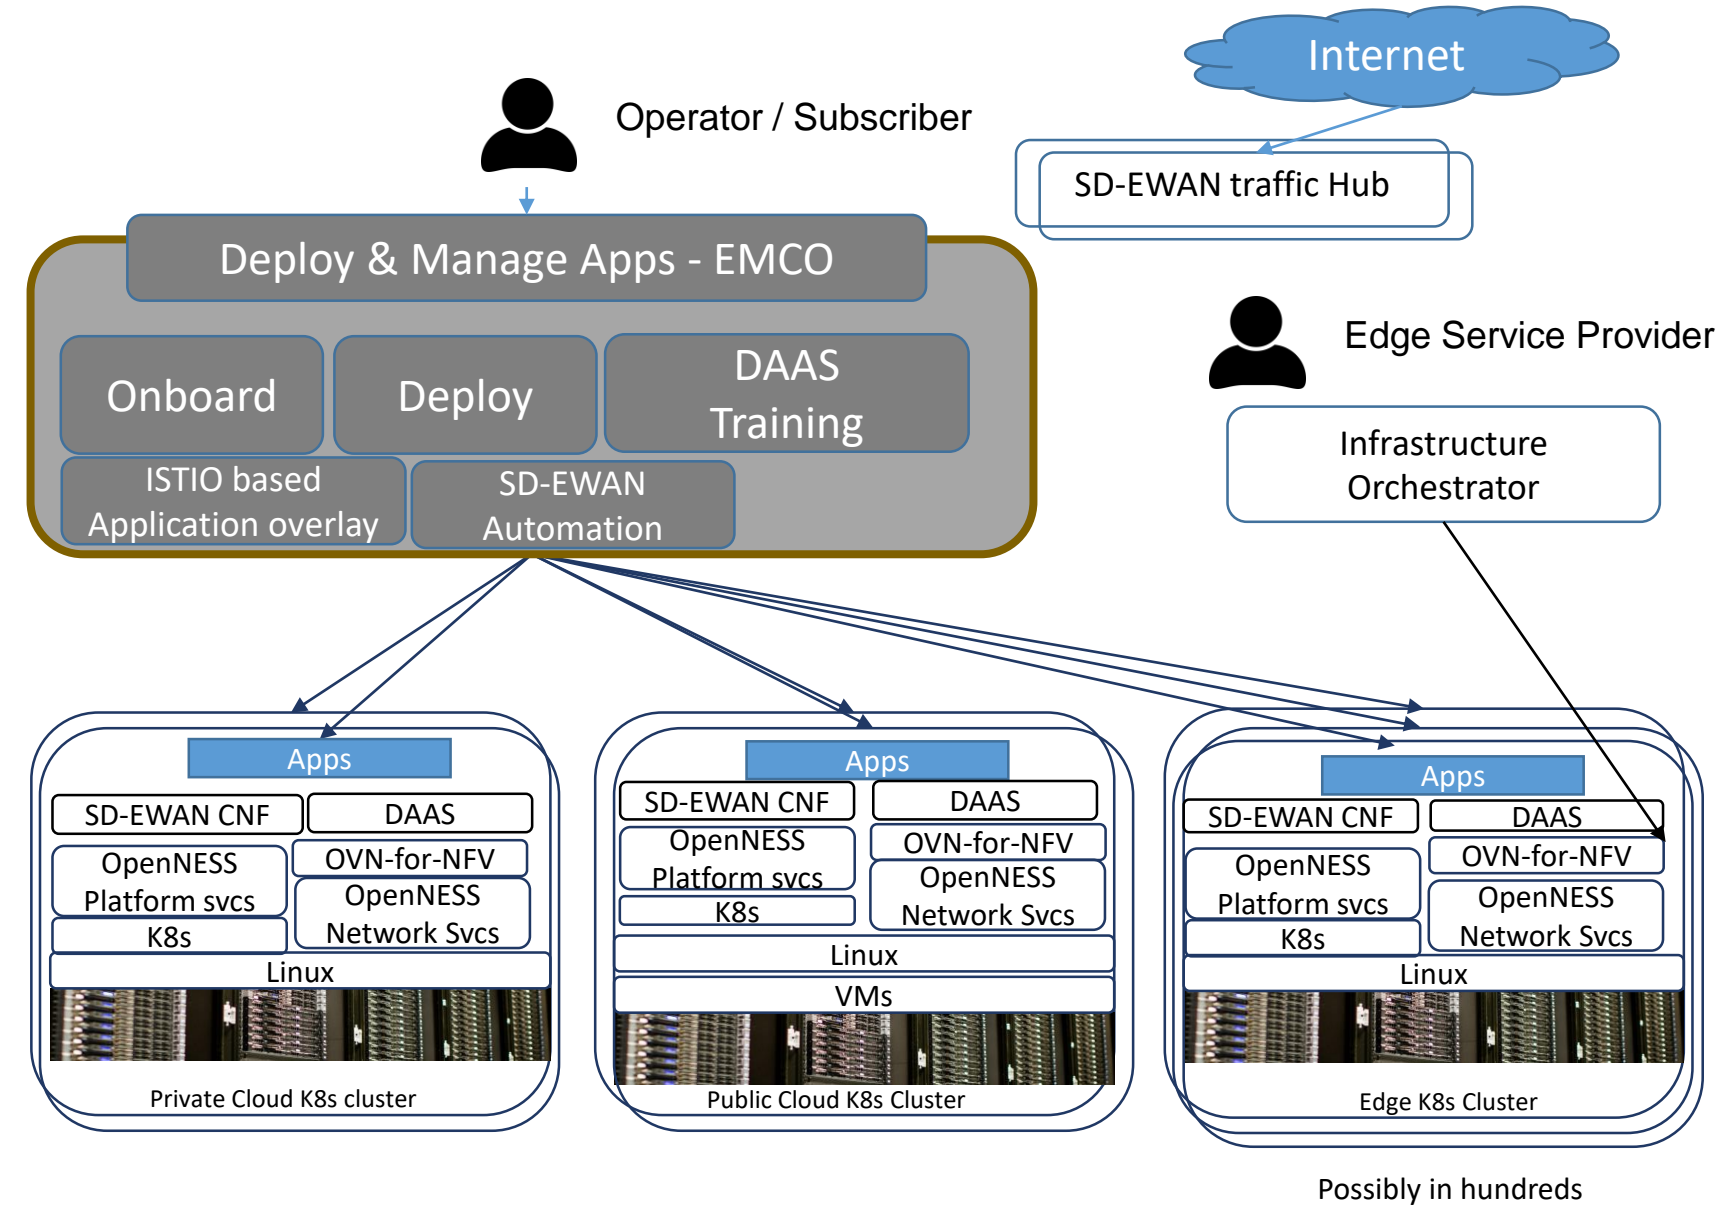 Internet
Operator / Subscriber
SD-EWAN traffic Hub
Deploy & Manage Apps - EMCO
Edge Service Provider
Onboard
Deploy
DAAS
Training
Infrastructure
Orchestrator
ISTIO based
Application overlay
SD-EWAN
Automation
Apps
SD-EWAN CNF
DAAS
OpenNESS
Platform svcs
OVN-for-NFV
OpenNESS
Network Svcs
K8s
Linux
Private Cloud K8s cluster
Apps
SD-EWAN CNF
DAAS
OpenNESS
Platform svcs
OVN-for-NFV
OpenNESS
Network Svcs
K8s
Linux
VMs
Public Cloud K8s Cluster
Apps
SD-EWAN CNF
DAAS
OpenNESS
Platform svcs
OVN-for-NFV
OpenNESS
Network Svcs
K8s
Linux
Edge K8s Cluster
Possibly in hundreds